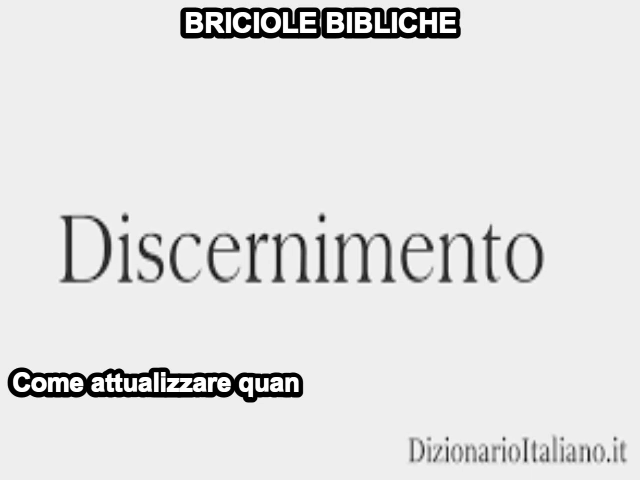 BRICIOLE BIBLICHE
Discernimento
Come attualizzare quan
DizionarioItaliano.it